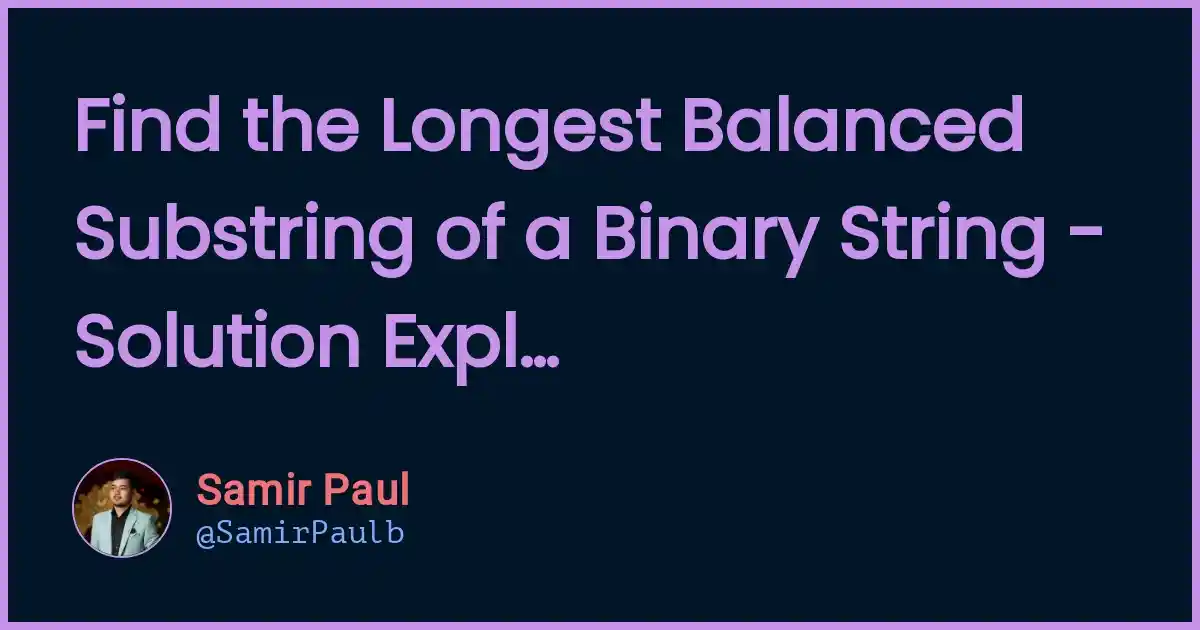 Find the Longest Balanced
Substring of a Binary String -
Solution Expl...
Samir Paul
@SamirPaulb